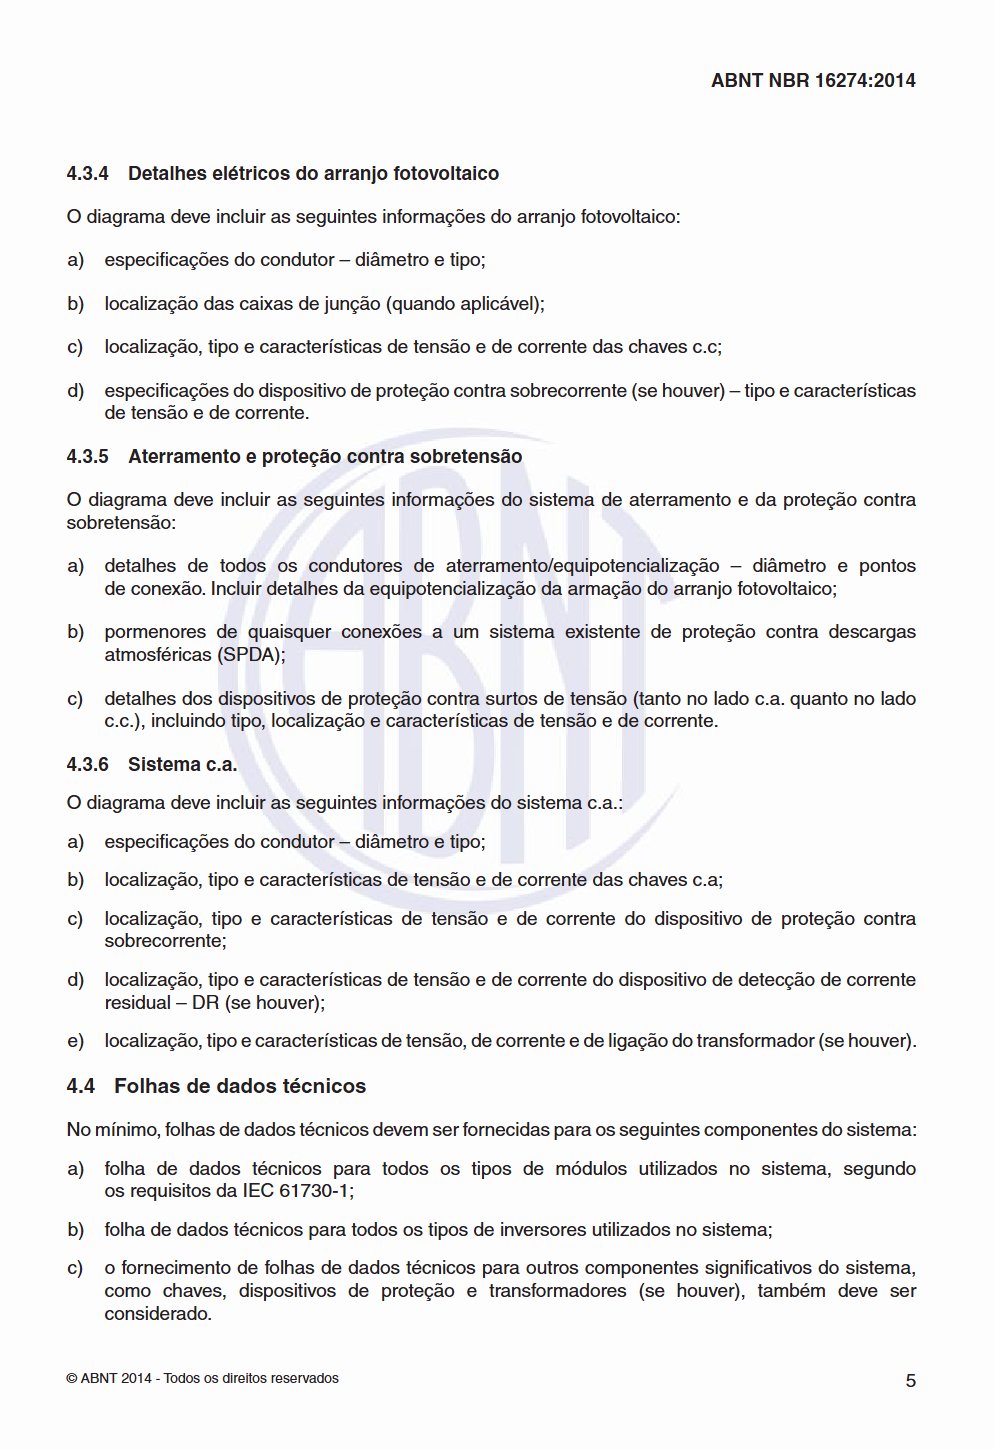 ABNT NBR 16274:2014
4.3.4 Detalhes elétricos do arranjo fotovoltaico
O diagrama deve incluir as seguintes informações do arranjo fotovoltaico:
a) especificações do condutor – diâmetro e tipo;
b) localização das caixas de junção (quando aplicável);
c) localização, tipo e características de tensão e de corrente das chaves c.c;
d) especificações do dispositivo de proteção contra sobrecorrente (se houver) – tipo e características
de tensão e de corrente.
4.3.5 Aterramento e proteção contra sobretensão
O diagrama deve incluir as seguintes informações do sistema de aterramento e da proteção contra
sobretensão:
a) detalhes de todos os condutores de aterramento/equipotencialização – diâmetro e pontos
de conexão. Incluir detalhes da equipotencialização da armação do arranjo fotovoltaico;
b) pormenores de quaisquer conexões a um sistema existente de proteção contra descargas
atmosféricas (SPDA);
c) detalhes dos dispositivos de proteção contra surtos de tensão (tanto no lado c.a. quanto no lado
c.c.), incluindo tipo, localização e características de tensão e de corrente.
4.3.6 Sistema c.a.
O diagrama deve incluir as seguintes informações do sistema c.a.:
a) especificações do condutor – diâmetro e tipo;
b) localização, tipo e características de tensão e de corrente das chaves c.a;
c) localização, tipo e características de tensão e de corrente do dispositivo de proteção contra
sobrecorrente;
d) localização, tipo e características de tensão e de corrente do dispositivo de detecção de corrente
residual – DR (se houver);
e) localização, tipo e características de tensão, de corrente e de ligação do transformador (se houver).
4.4 Folhas de dados técnicos
No mínimo, folhas de dados técnicos devem ser fornecidas para os seguintes componentes do sistema:
a) folha de dados técnicos para todos os tipos de módulos utilizados no sistema, segundo
os requisitos da IEC 61730-1;
b) folha de dados técnicos para todos os tipos de inversores utilizados no sistema;
c) o fornecimento de folhas de dados técnicos para outros componentes significativos do sistema,
como chaves, dispositivos de proteção e transformadores (se houver), também deve ser
considerado.
© ABNT 2014 - Todos os direitos reservados
5
ABNT